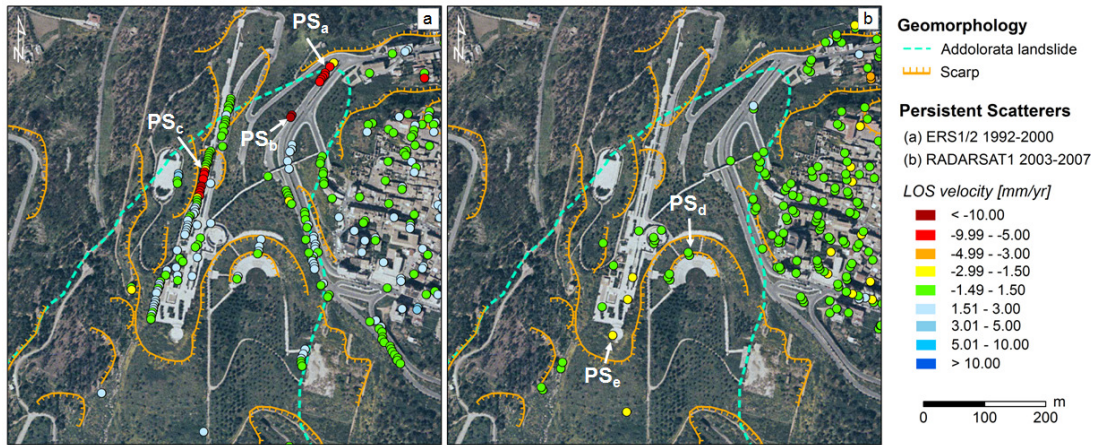 a
PSa
PSb
PSc
b
PSd
PSe
Geomorphology
Addolorata landslide
Scarp
Persistent Scatterers
(a) ERS1/2 1992-2000
(b) RADARSAT1 2003-2007
LOS velocity [mm/yr]
< -10.00
-9.99 - -5.00
-4.99 - -3.00
-2.99 - -1.50
-1.49 - 1.50
1.51 - 3.00
3.01 - 5.00
5.01 - 10.00
> 10.00
0 100 200 m